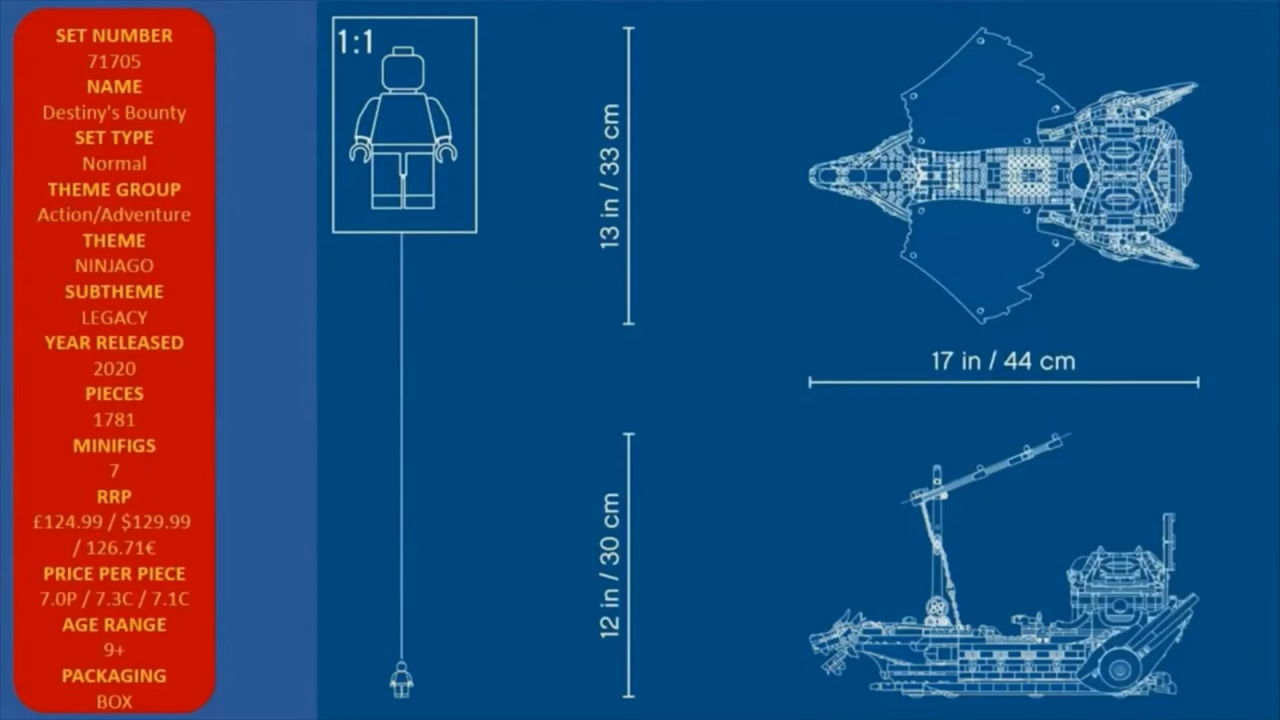 SET NUMBER
71705
NAME
Destiny's Bounty
SET TYPE
Normal
THEME GROUP
Action/Adventure
THEME
NINJAGO
SUBTHEME
LEGACY
YEAR RELEASED
2020
PIECES
1781
MINIFIGS
7
RRP
£124.99 / $129.99
/ 126.71€
PRICE PER PIECE
7.0P / 7.3C / 7.1C
AGE RANGE
9+
PACKAGING
BOX
1:1
13 in / 33 cm
17 in / 44 cm
12 in / 30 cm